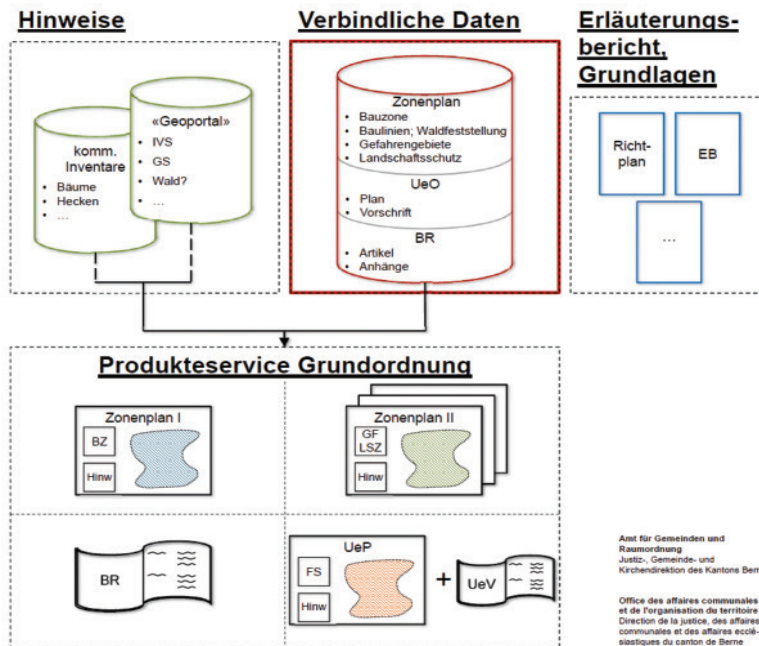 Hinweise
«Geoportal»
• IVS
• GS
• Wald?
• …
komm.
Inventare
• Bäume
• Hecken
• …
Verbindliche Daten
Zonenplan
• Bauzone
• Baulinien; Waldfeststellung
• Gefahrengebiete
• Landschaftsschutz
UeO
• Plan
• Vorschrift
BR
• Artikel
• Anhänge
Erläuterungs-
bericht,
Grundlagen
Richt-
plan
EB
…
Produkteservice Grundordnung
Zonenplan I
BZ
Hinw
Zonenplan II
GF
LSZ
Hinw
BR
UeP
FS
Hinw
+
UeV
Amt für Gemeinden und
Raumordnung
Justiz-, Gemeinde- und
Kirchendirektion des Kantons Bern
Office des affaires communales
et de l'organisation du territoire
Direction de la justice, des affaires
communales et des affaires ecclé-
siastiques du canton de Berne